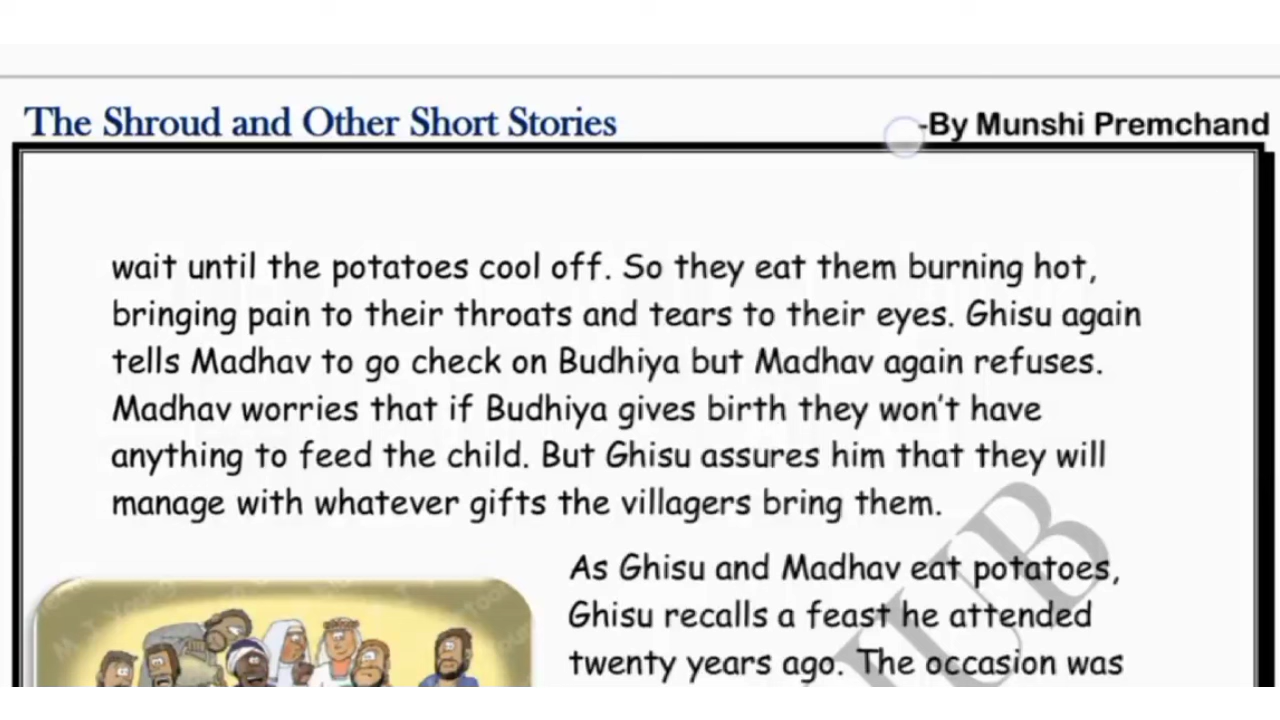 The Shroud and Other Short Stories
-By Munshi Premchand
wait until the potatoes cool off. So they eat them burning hot,
bringing pain to their throats and tears to their eyes. Ghisu again
tells Madhav to go check on Budhiya but Madhav again refuses.
Madhav worries that if Budhiya gives birth they won't have
anything to feed the child. But Ghisu assures him that they will
manage with whatever gifts the villagers bring them.
As Ghisu and Madhav eat potatoes,
Ghisu recalls a feast he attended
twenty years ago. The occasion was
UB